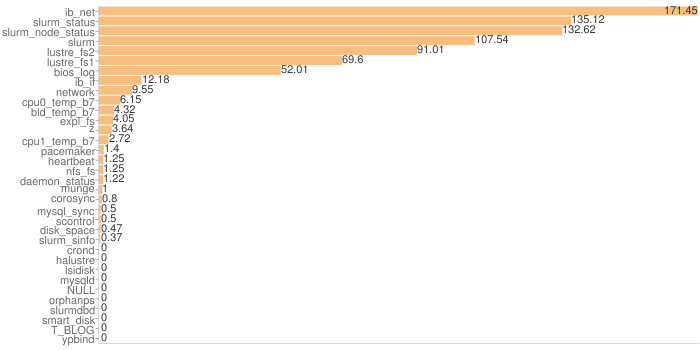 ib_net 171.45
slurm_status 135.12
slurm_node_status 132.62
slurm 107.54
lustre_fs2 91.01
lustre_fs1 69.6
bios_log 52.01
ib_if 12.18
network 9.55
cpu0_temp_b7 6.15
bld_temp_b7 4.32
expl_fs 4.05
z 3.64
cpu1_temp_b7 2.72
pacemaker 1.4
heartbeat 1.25
nfs_fs 1.25
daemon_status 1.22
munge 1
corosync 0.8
mysql_sync 0.5
scontrol 0.5
disk_space 0.47
slurm_sinfo 0.37
crond 0
halustre 0
lsidisk 0
mysqld 0
NULL 0
orphanps 0
slurmdbd 0
smart_disk 0
T_BLOG 0
ypbind 0